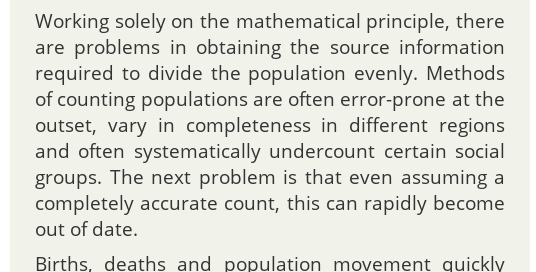 Working solely on the mathematical principle, there
are problems in obtaining the source information
required to divide the population evenly. Methods
of counting populations are often error-prone at the
outset, vary in completeness in different regions
and often systematically undercount certain social
groups. The next problem is that even assuming a
completely accurate count, this can rapidly become
out of date.
Births, deaths and population movement quickly